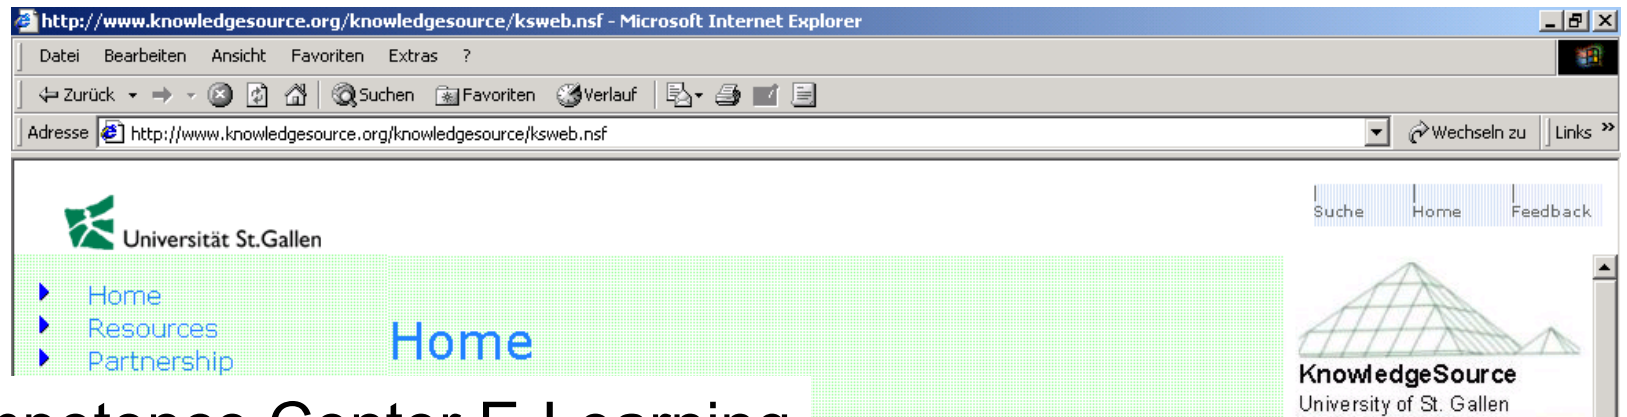 http://www.knowledgesource.org/knowledgesource/ksweb.nsf - Microsoft Internet Explorer
Datei Bearbeiten Ansicht Favoriten Extras ?
Zurück Suchen Favoriten Verlauf
Adresse http://www.knowledgesource.org/knowledgesource/ksweb.nsf Wechseln zu Links »
Suche Home Feedback
Universität St.Gallen
Home
Resources
Partnership
Home
KnowledgeSource
University of St. Gallen
Center E-Learning